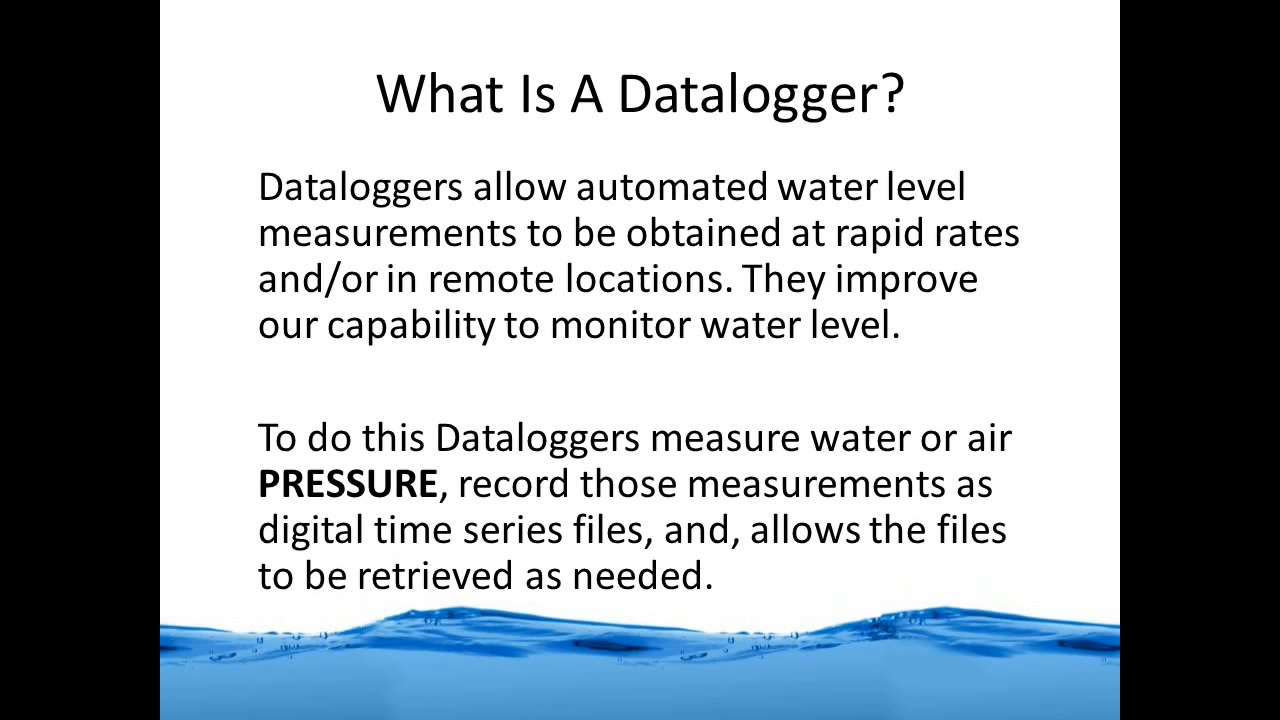 What Is A Datalogger?
Dataloggers allow automated water level
measurements to be obtained at rapid rates
and/or in remote locations. They improve
our capability to monitor water level.
To do this Dataloggers measure water or air
PRESSURE, record those measurements as
digital time series files, and, allows the files
to be retrieved as needed.